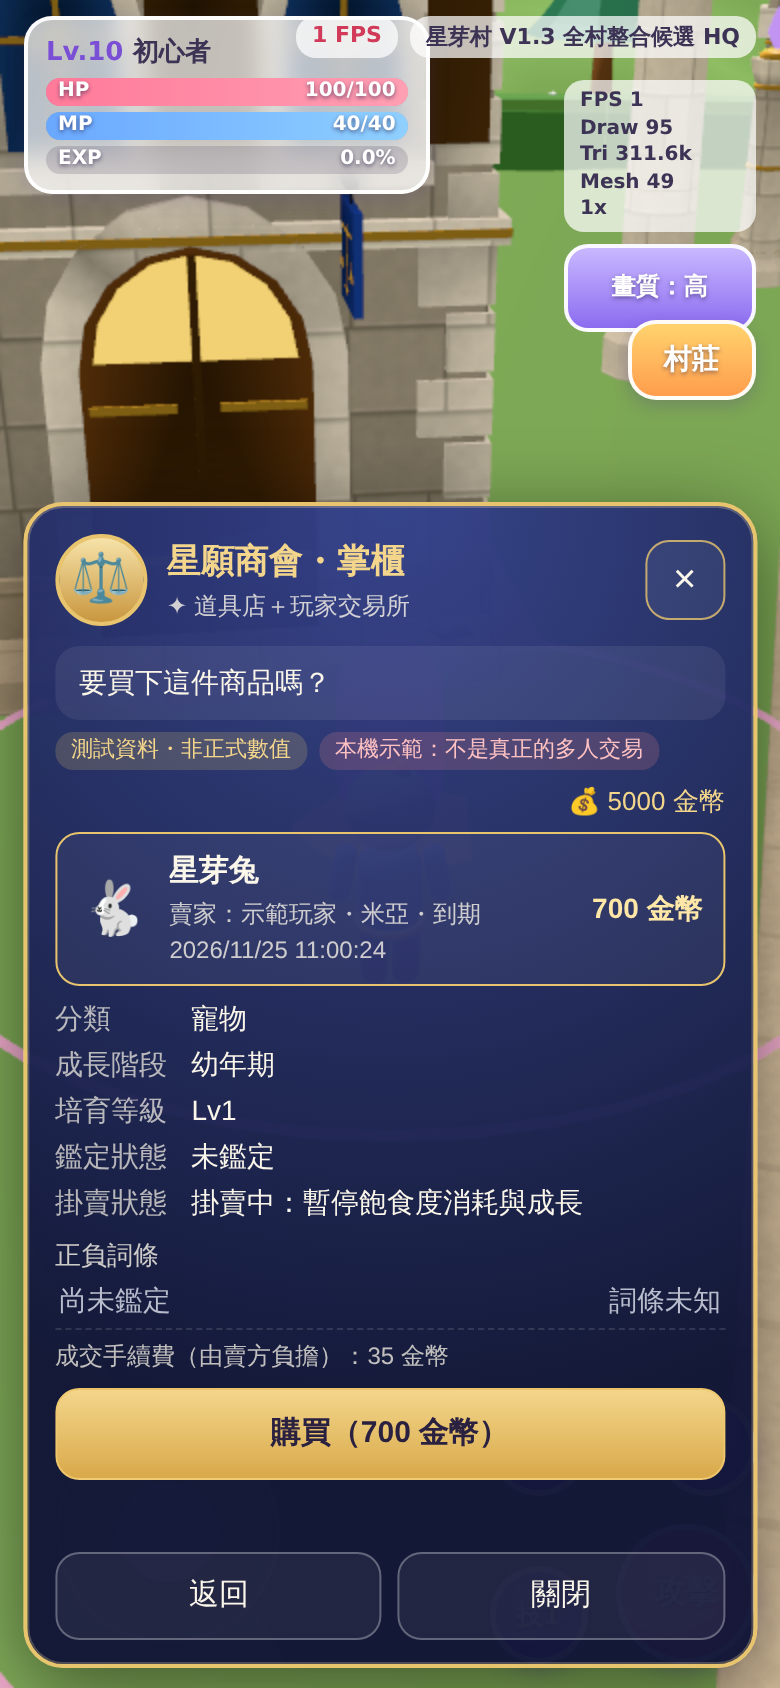 Lv.10 初心者
1 FPS
星芽村 V1.3 全村整合候選 HQ
HP 100/100
MP 40/40
EXP 0.0%
FPS 1
Draw 95
Tri 311.6k
Mesh 49
1x
畫質：高
村莊
星願商會・掌櫃
✦ 道具店＋玩家交易所
×
要買下這件商品嗎？
測試資料・非正式數值
本機示範：不是真正的多人交易
💰 5000 金幣
星芽兔
賣家：示範玩家・米亞・到期
2026/11/25 11:00:24
700 金幣
分類 寵物
成長階段 幼年期
培育等級 Lv1
鑑定狀態 未鑑定
掛賣狀態 掛賣中：暫停飽食度消耗與成長
正負詞條
尚未鑑定 詞條未知
成交手續費（由賣方負擔）：35 金幣
購買（700 金幣）
返回
關閉